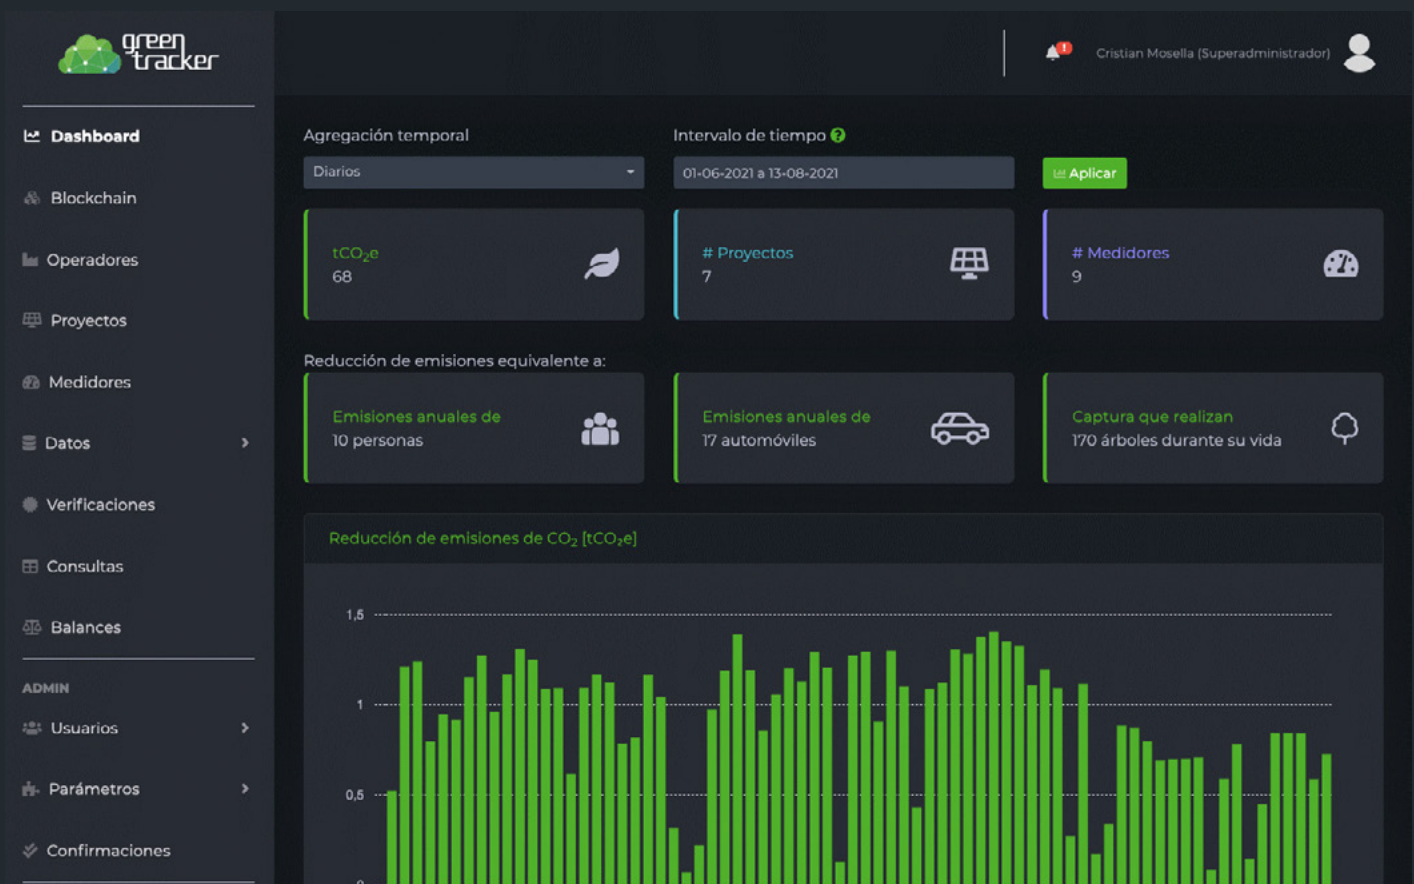 green
tracker
Cristian Mosella (Superadministrador)
Dashboard
Blockchain
Operadores
Proyectos
Medidores
Datos
Verificaciones
Consultas
Balances
ADMIN
Usuarios
Parámetros
Confirmaciones
Agregación temporal
Diarios
Intervalo de tiempo ?
01-06-2021 a 13-08-2021
Aplicar
tCO₂e
68
# Proyectos
7
# Medidores
9
Reducción de emisiones equivalente a:
Emisiones anuales de
10 personas
Emisiones anuales de
17 automóviles
Captura que realizan
170 árboles durante su vida
Reducción de emisiones de CO₂ [tCO₂e]
1,5
1
0,5
0